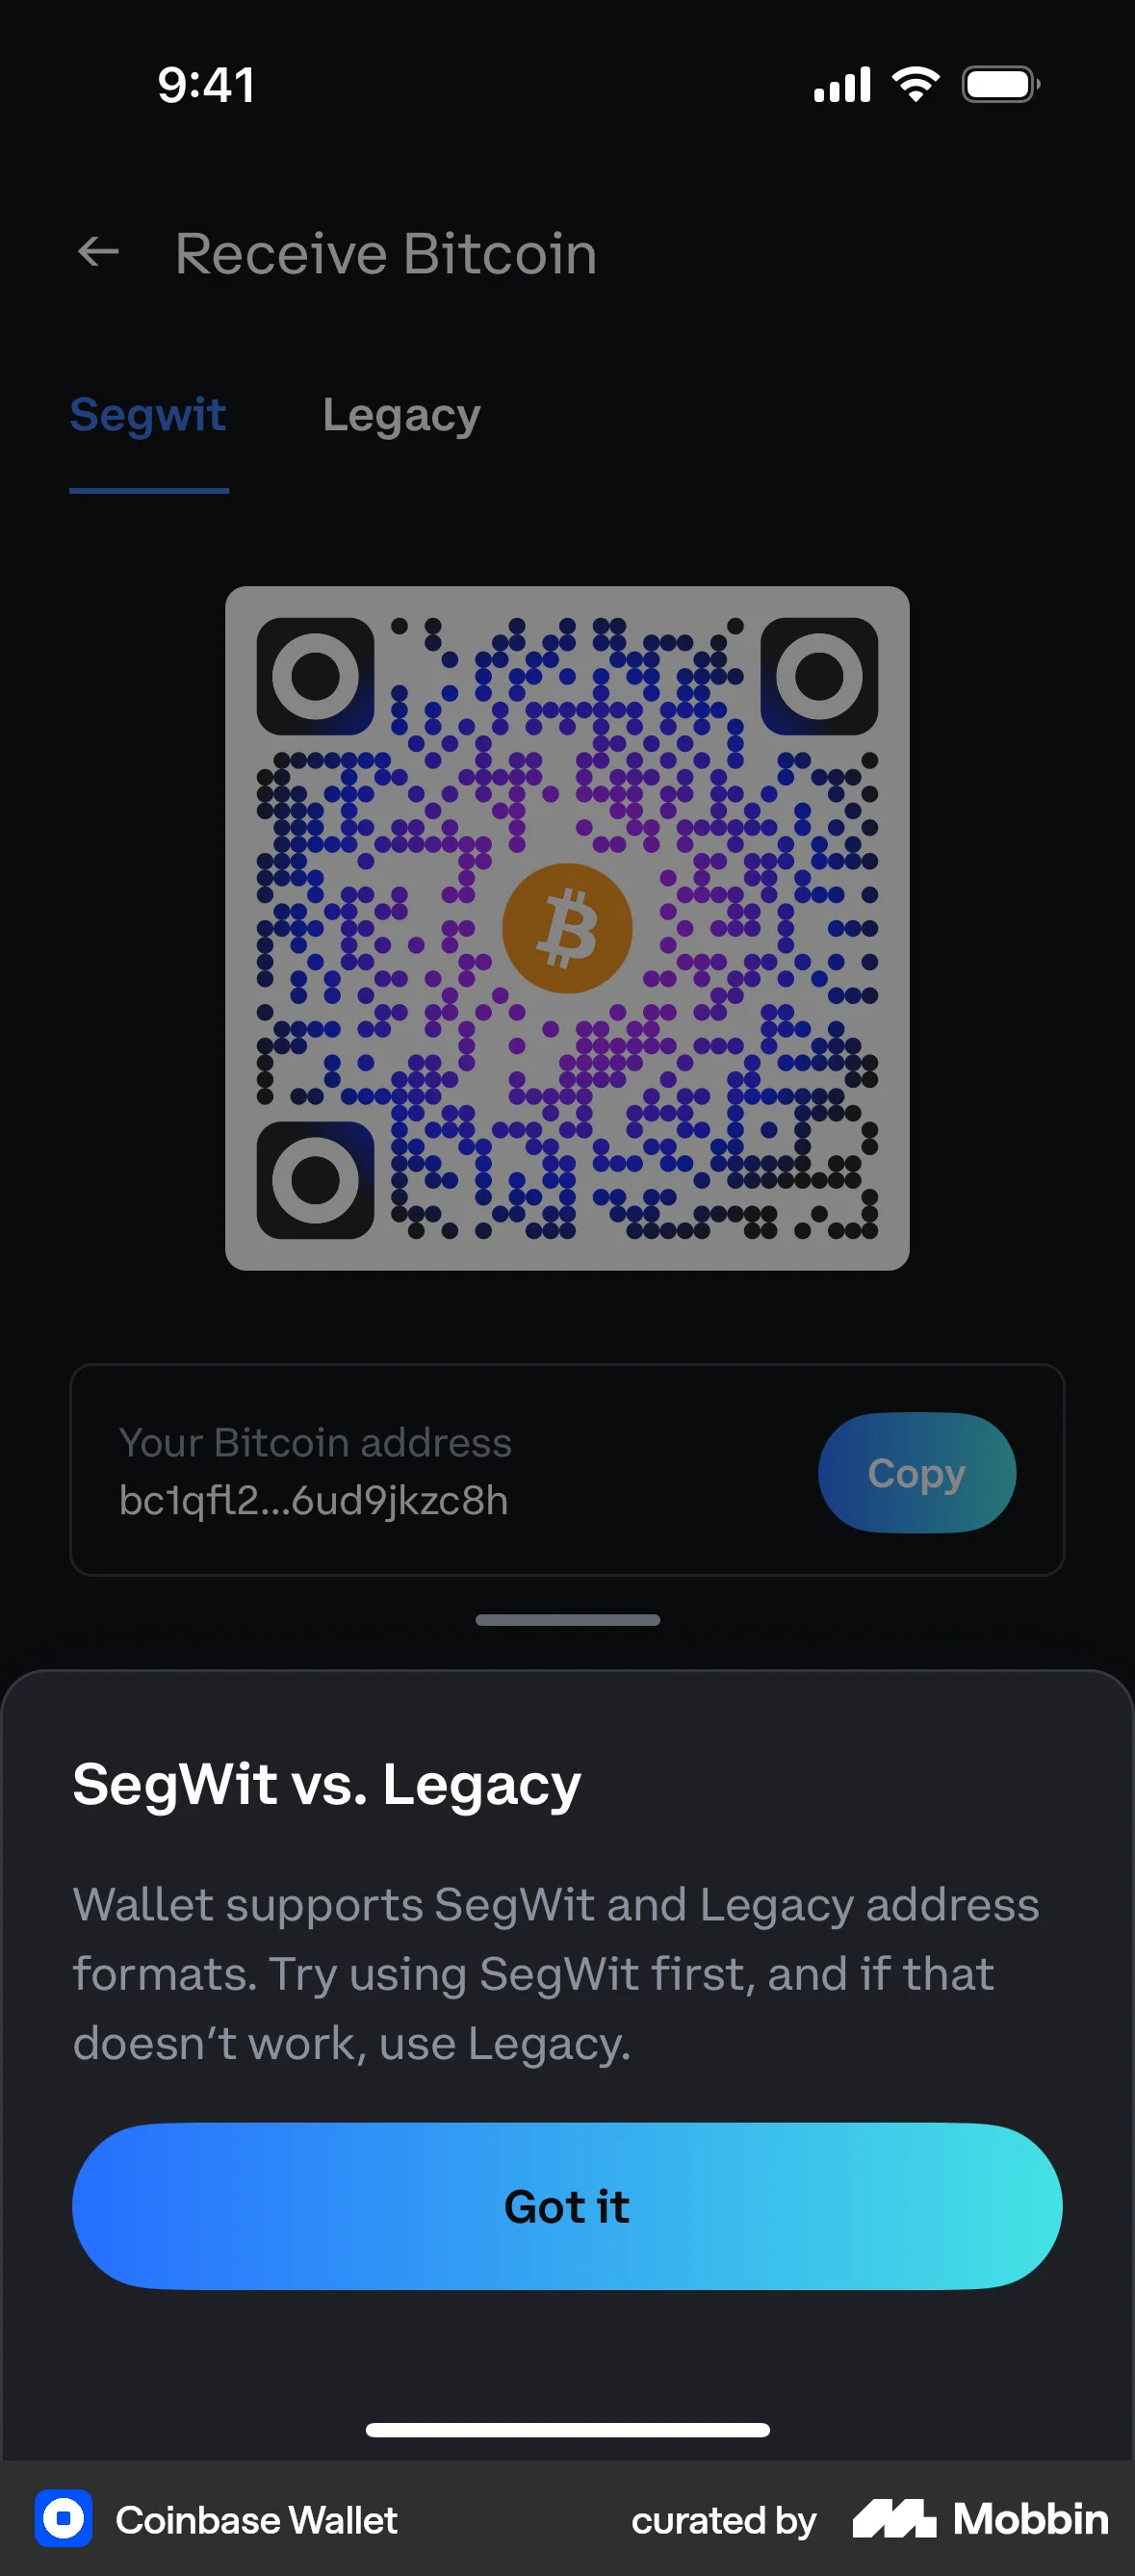 9:41
Receive Bitcoin
Segwit
Legacy
Your Bitcoin address
bc1qfl2...6ud9jkzc8h
Copy
SegWit vs. Legacy
Wallet supports SegWit and Legacy address
formats. Try using SegWit first, and if that
doesn’t work, use Legacy.
Got it
Coinbase Wallet
curated by
Mobbin